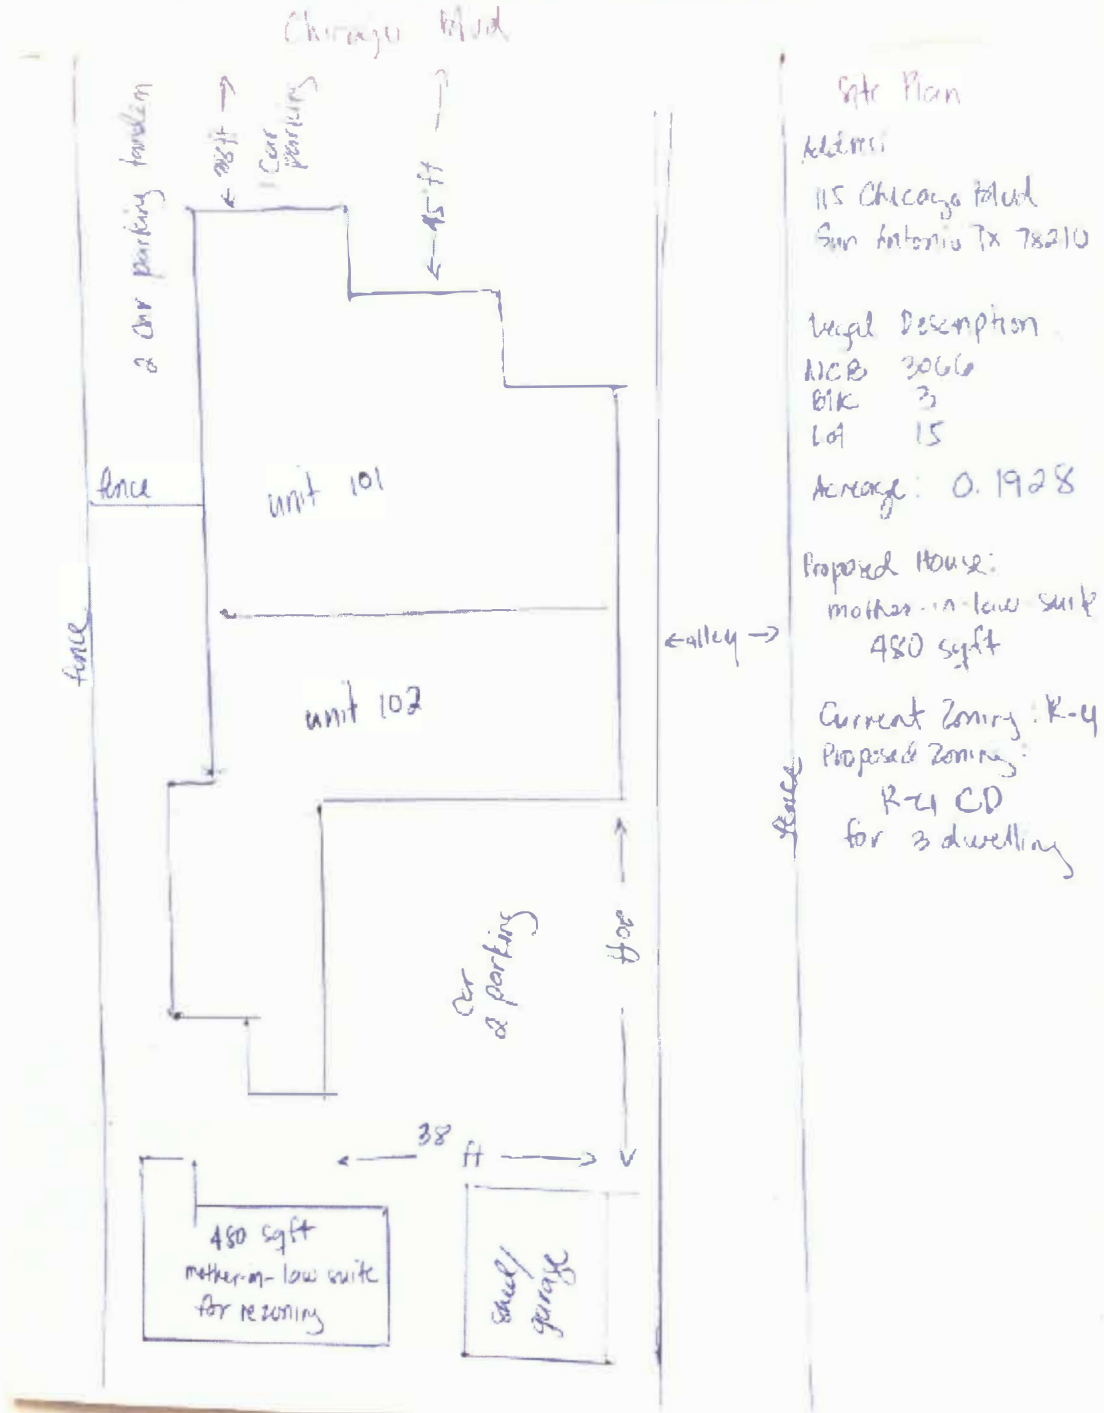 Chicago Blvd
2 car parking tandem
1 Car
parking
45 ft
fence
unit 101
fence
unit 102
←alley→
Car
2 parking
38 ft
480 sqft
mother-in-law suite
for rezoning
shed/
garage
Site Plan
Address
115 Chicago Blvd
San Antonio Tx 78210
Legal Description
NCB 3066
Blk 3
Lot 15
Acreage: 0.1928
Proposed House:
mother-in-law suite
480 sqft
Current Zoning: R-4
Proposed Zoning:
R-4 CD
for 3 dwelling
fence